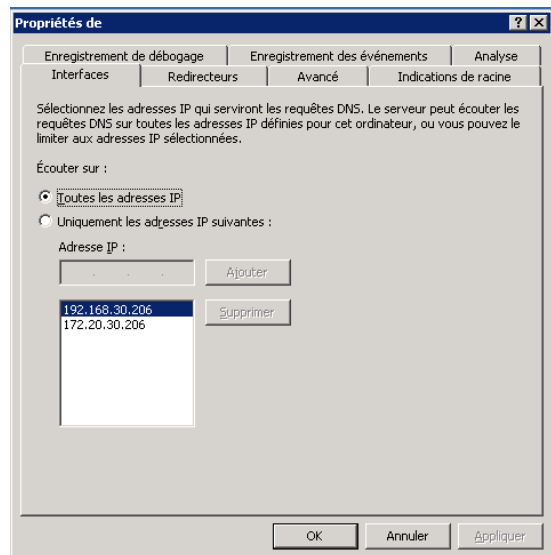 Propriétés de
Enregistrement de débogage
Enregistrement des événements
Analyse
Interfaces
Redirecteurs
Avancé
Indications de racine
Sélectionnez les adresses IP qui serviront les requêtes DNS. Le serveur peut écouter les
requêtes DNS sur toutes les adresses IP définies pour cet ordinateur, ou vous pouvez le
limiter aux adresses IP sélectionnées.
Écouter sur :
Toutes les adresses IP
Uniquement les adresses IP suivantes :
Adresse IP :
Ajouter
192.168.30.206
172.20.30.206
Supprimer
OK
Annuler
Appliquer